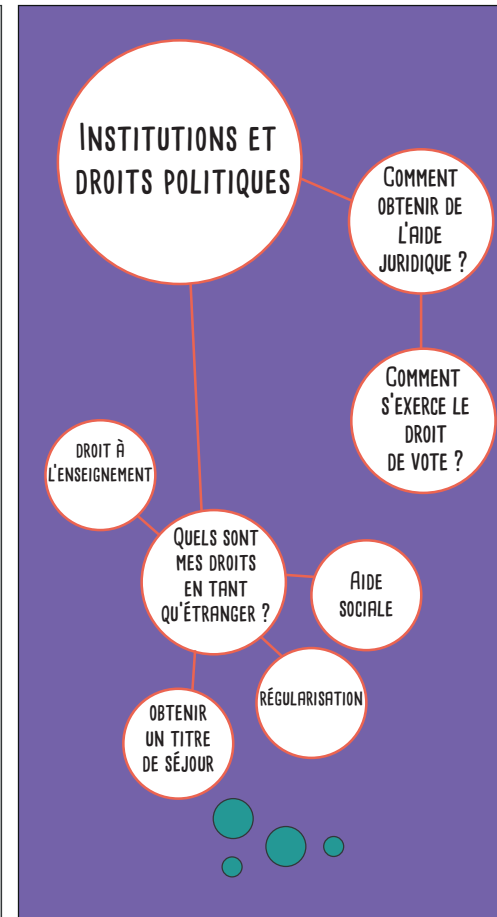 Institutions et
droits politiques
Comment
obtenir de
l'aide
juridique ?
Comment
s'exerce le
droit
de vote ?
droit à
l'enseignement
Quels sont
mes droits
en tant
qu'étranger ?
Aide
sociale
régularisation
obtenir
un titre
de séjour